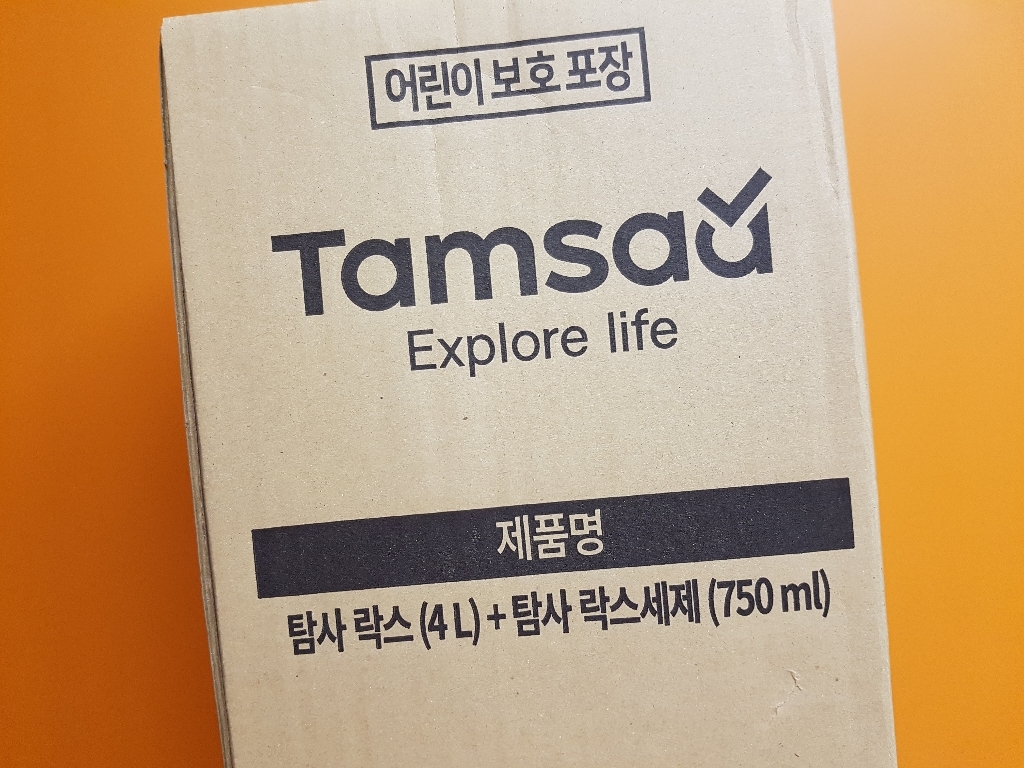 어린이 보호 포장
Tamsaa
Explore life
제품명
탐사 락스 (4 L) + 탐사 락스세제 (750 ml)